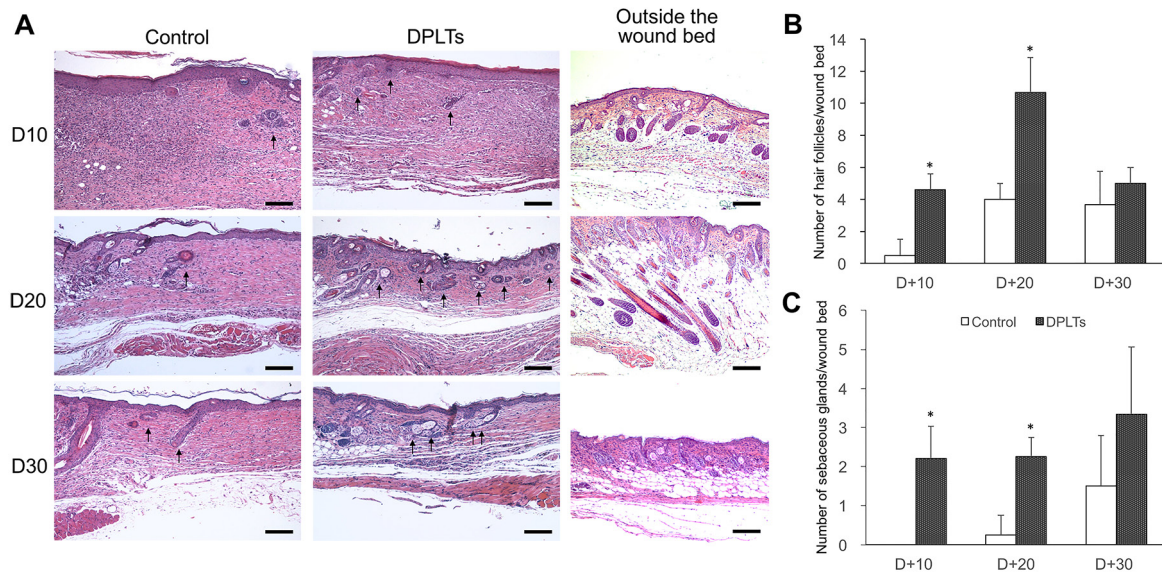 A
Control
DPLTs
Outside the
wound bed
D10
D20
D30
B
Number of hair follicles/wound bed
14
12
10
8
6
4
2
0
*
*
D+10
D+20
D+30
C
Number of sebaceous glands/wound bed
Control
DPLTs
6
5
4
3
2
1
0
*
*
D+10
D+20
D+30